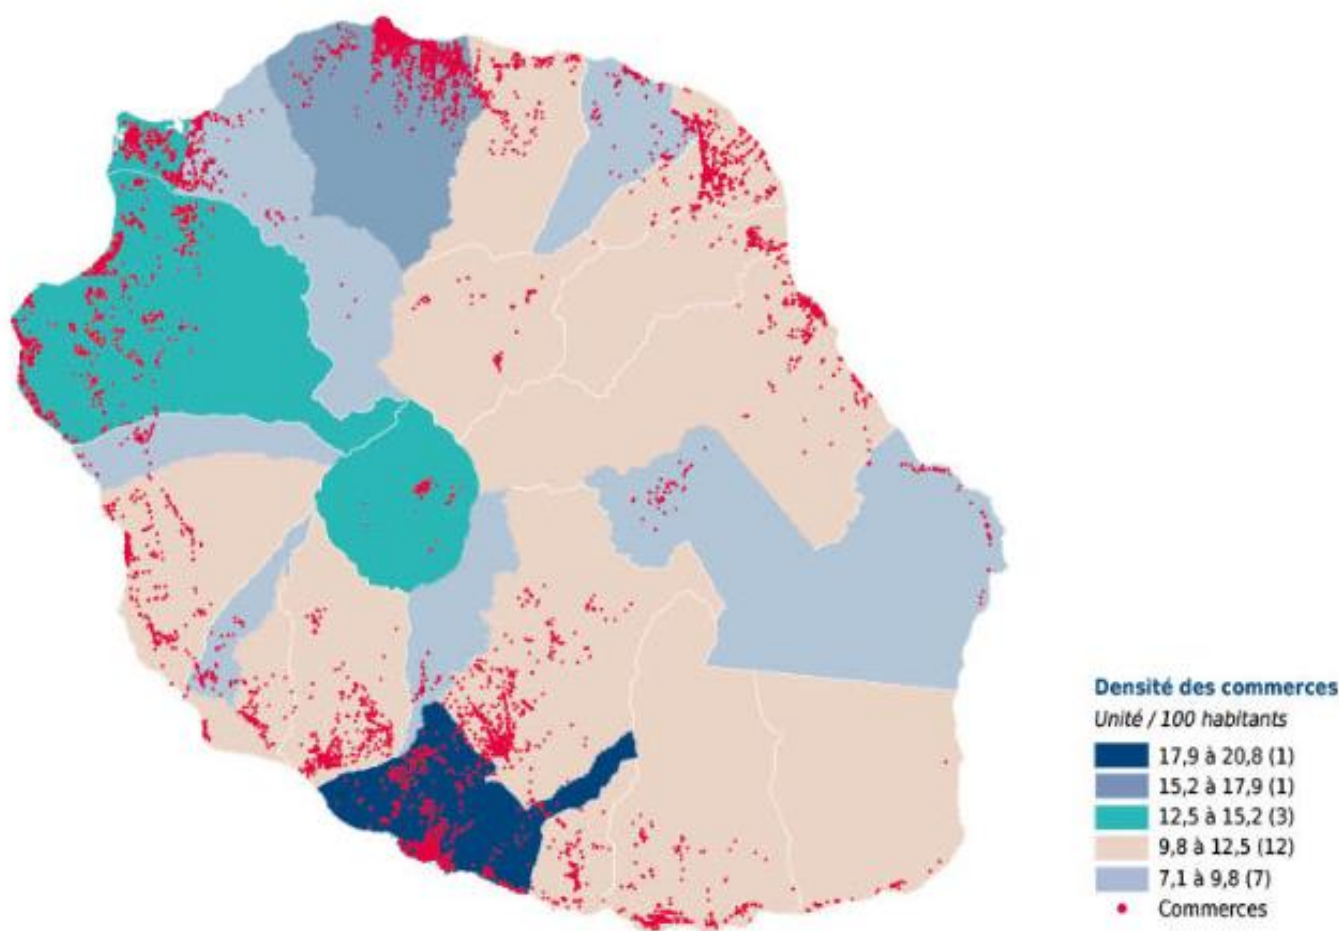 Densité des commerces
Unité / 100 habitants
17,9 à 20,8 (1)
15,2 à 17,9 (1)
12,5 à 15,2 (3)
9,8 à 12,5 (12)
7,1 à 9,8 (7)
Commerces